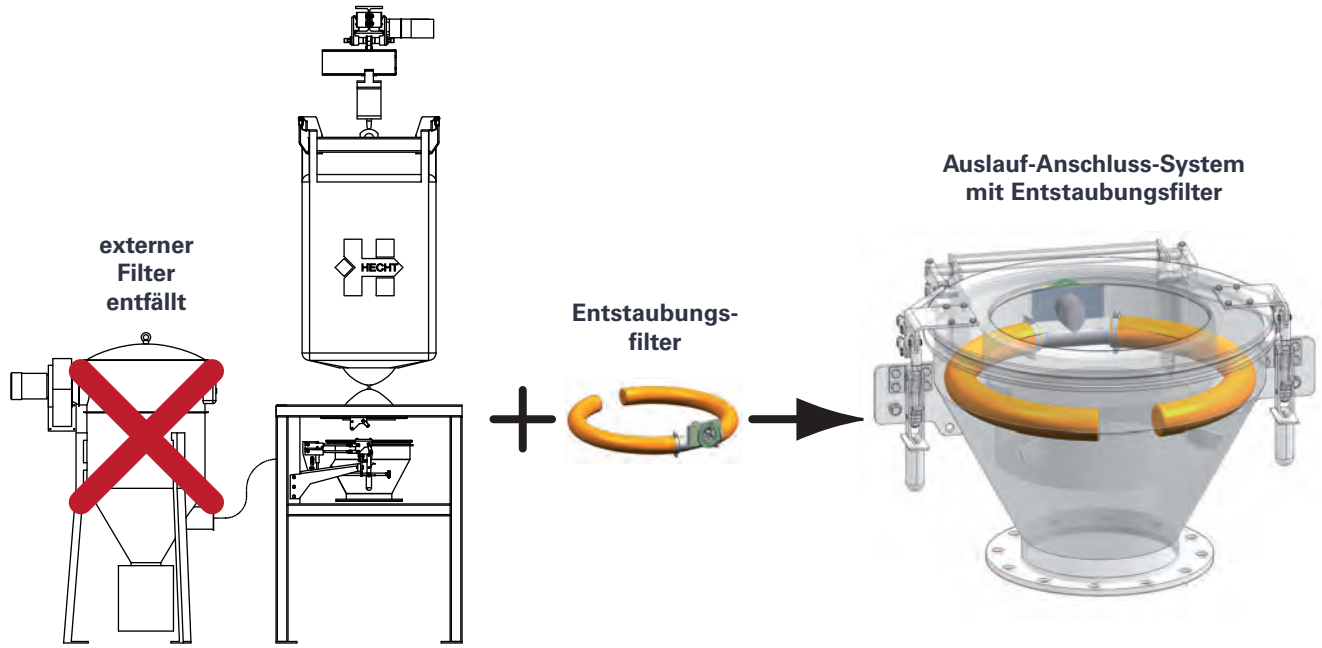 externer
Filter
entfällt
HECHT
Entstaubungs-
filter
Auslauf-Anschluss-System
mit Entstaubungsfilter